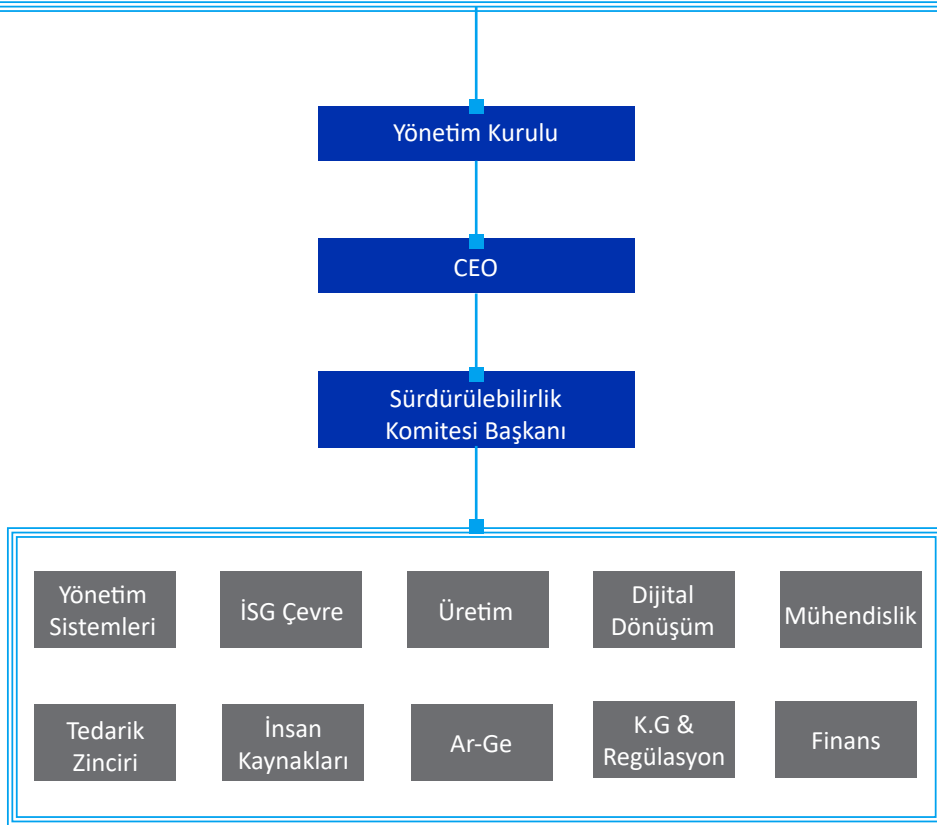 Yönetim Kurulu
CEO
Sürdürülebilirlik
Komitesi Başkanı
Yönetim
Sistemleri
İSG Çevre
Üretim
Dijital
Dönüşüm
Mühendislik
Tedarik
Zinciri
İnsan
Kaynakları
Ar-Ge
K.G &
Regülasyon
Finans